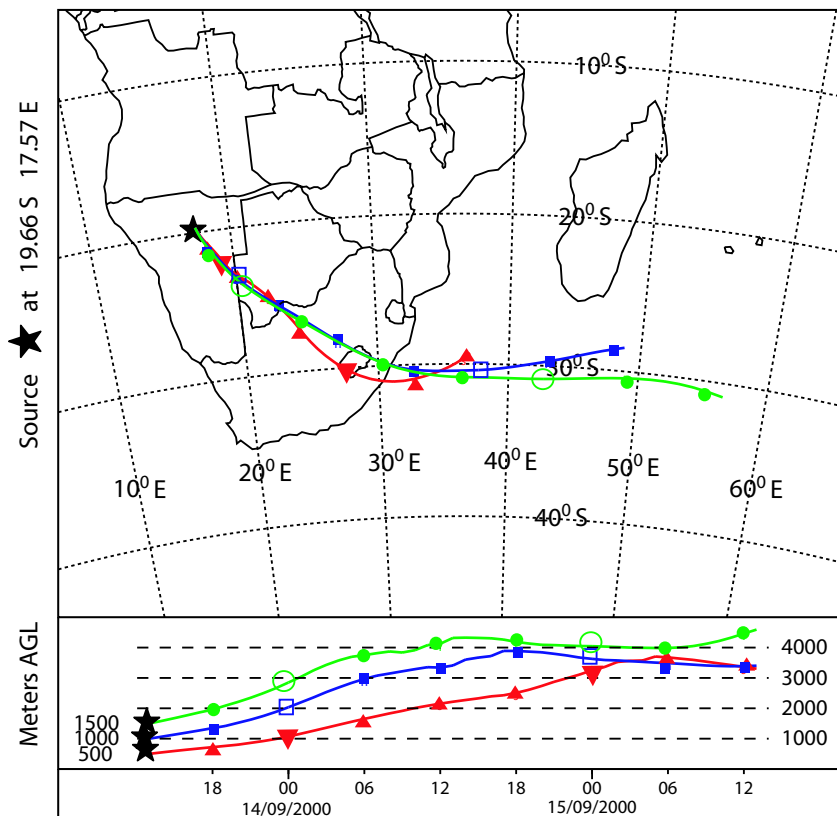 Source ★ at 19.66 S 17.57 E
10⁰ S
20⁰ S
50⁰ S
40⁰ S
10⁰ E
20⁰ E
30⁰ E
40⁰ E
50⁰ E
60⁰ E
Meters AGL
1500
1000
500
4000
3000
2000
1000
18 00 06 12 18 00 06 12
14/09/2000 15/09/2000